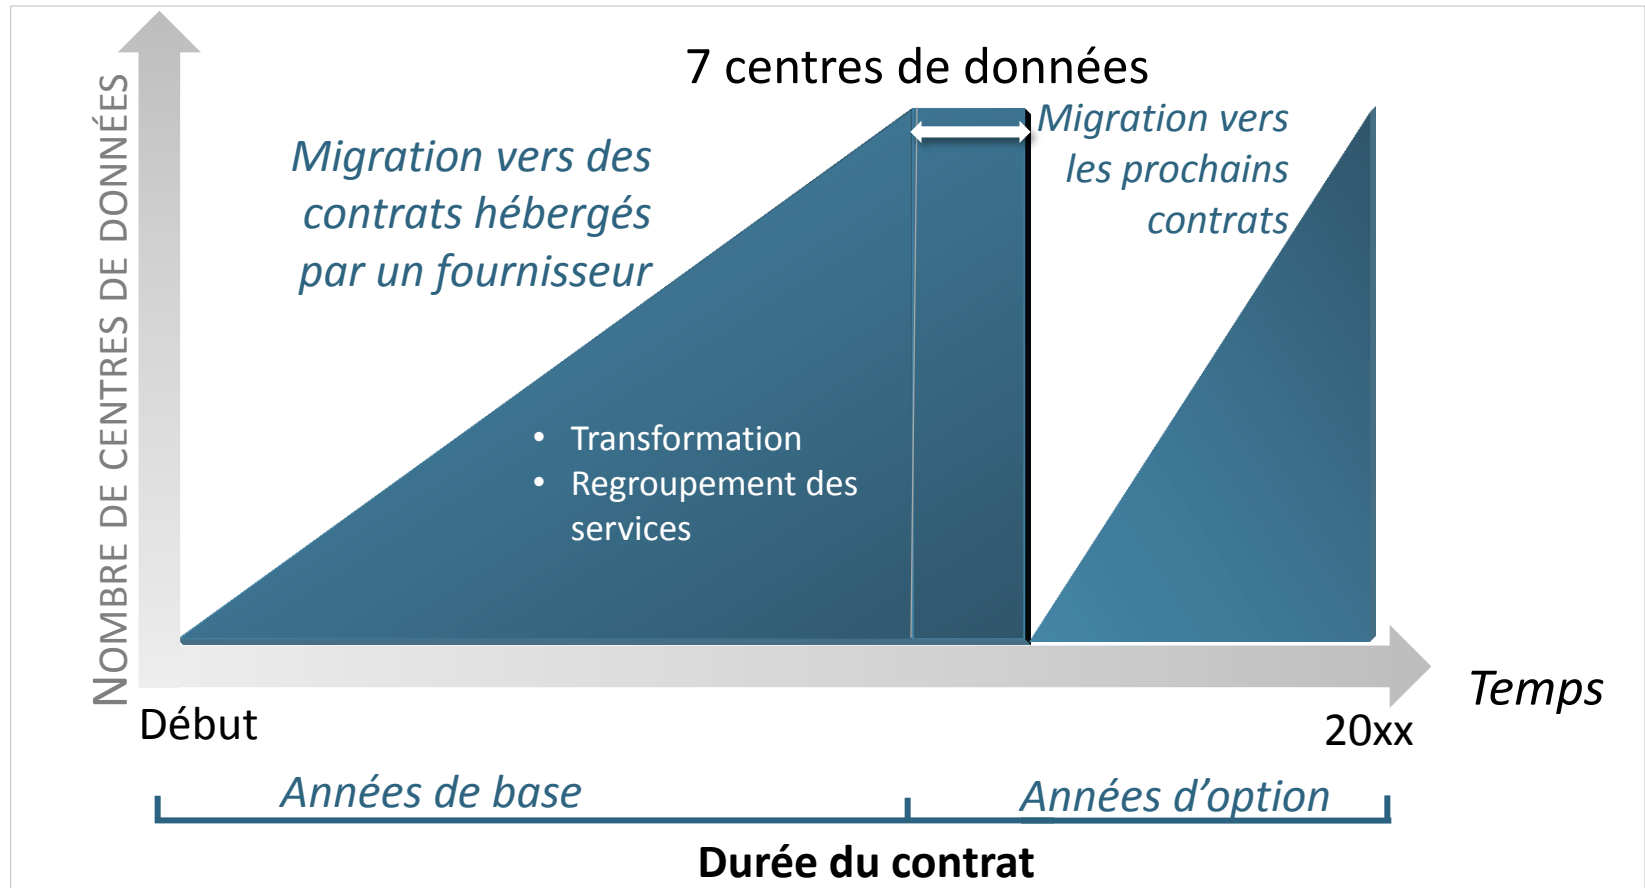 7 centres de données
NOMBRE DE CENTRES DE DONNÉES
Migration vers des
contrats hébergés
par un fournisseur
Migration vers
les prochains
contrats
• Transformation
• Regroupement des
services
Temps
Début
20xx
Années de base
Années d’option
Durée du contrat